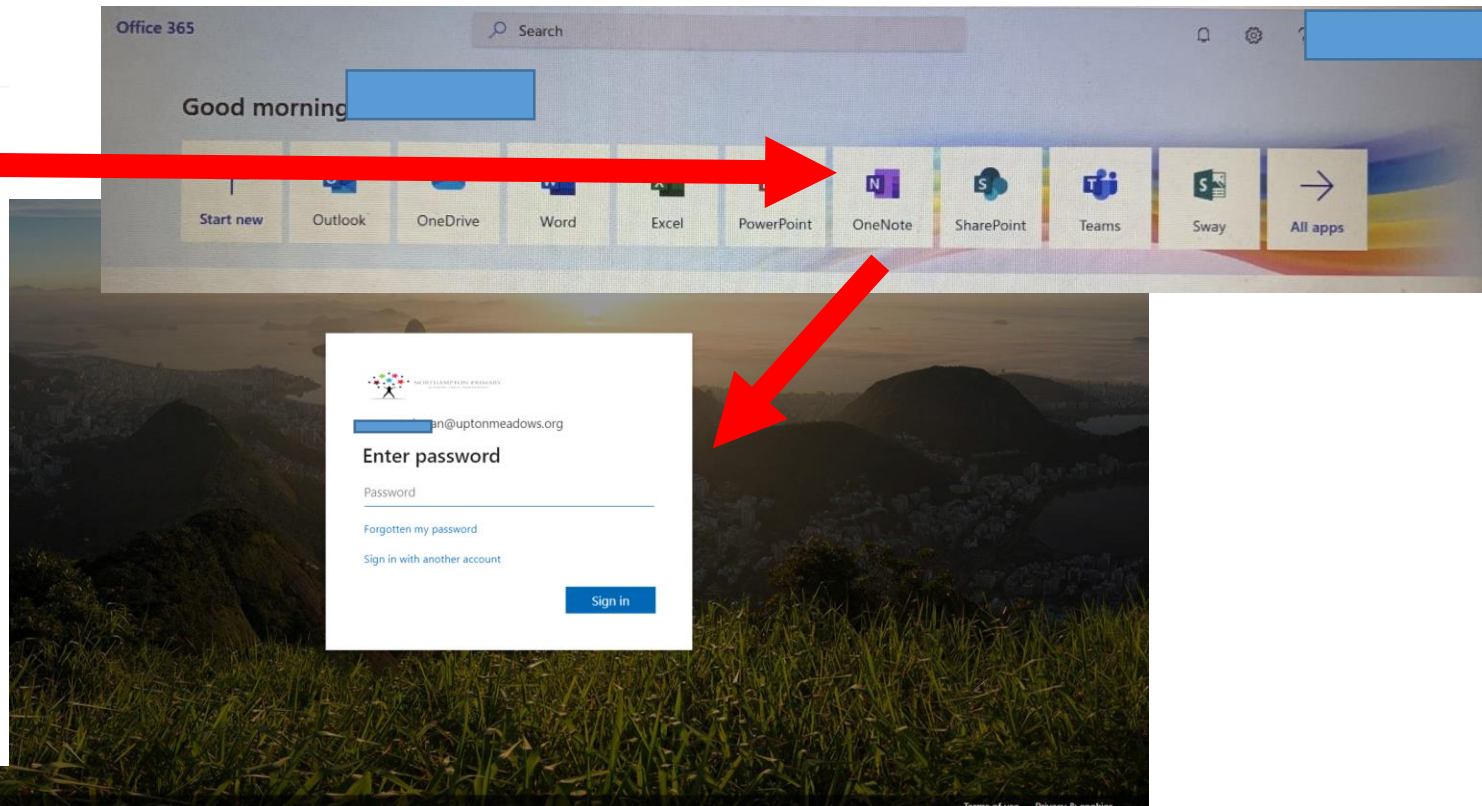 Office 365
Search
Good morning
Start new
Outlook
OneDrive
Word
Excel
PowerPoint
OneNote
SharePoint
Teams
Sway
All apps
NORTHAMPTON PRIMARY
an@uptonmeadows.org
Enter password
Password
Forgotten my password
Sign in with another account
Sign in
Terms of use Privacy & cookies